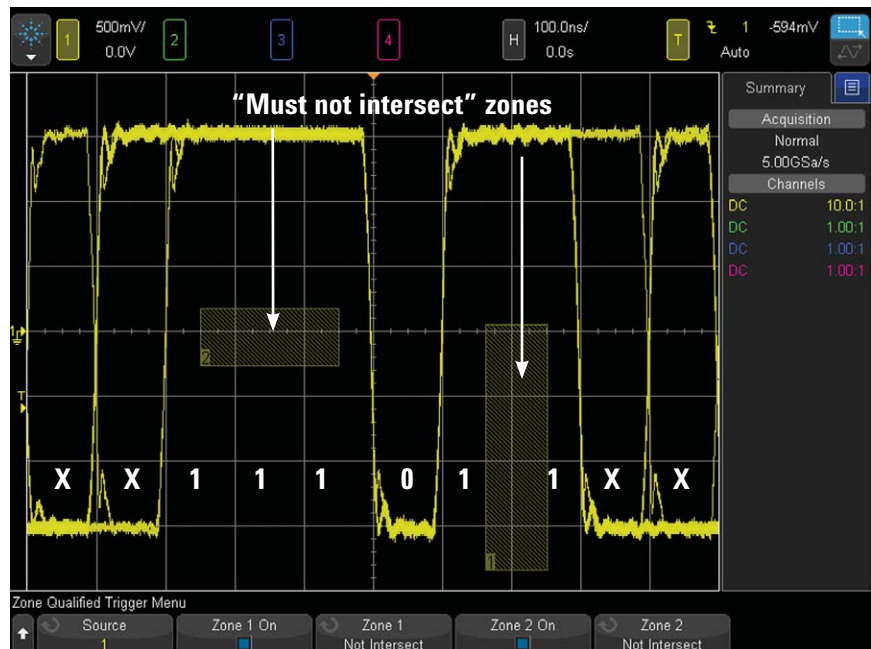 1 500mV/ 2 3 4 H 100.0ns/ T 1 -594mV
0.0V 0.0s Auto
Summary
"Must not intersect" zones
Acquisition
Normal
5.00GSa/s
Channels
DC 10.0:1
DC 1.00:1
DC 1.00:1
DC 1.00:1
1
2
T
X X 1 1 1 0 1 1 X X
1
Zone Qualified Trigger Menu
Source Zone 1 On Zone 1 Zone 2 On Zone 2
1 Not Intersect Not Intersect